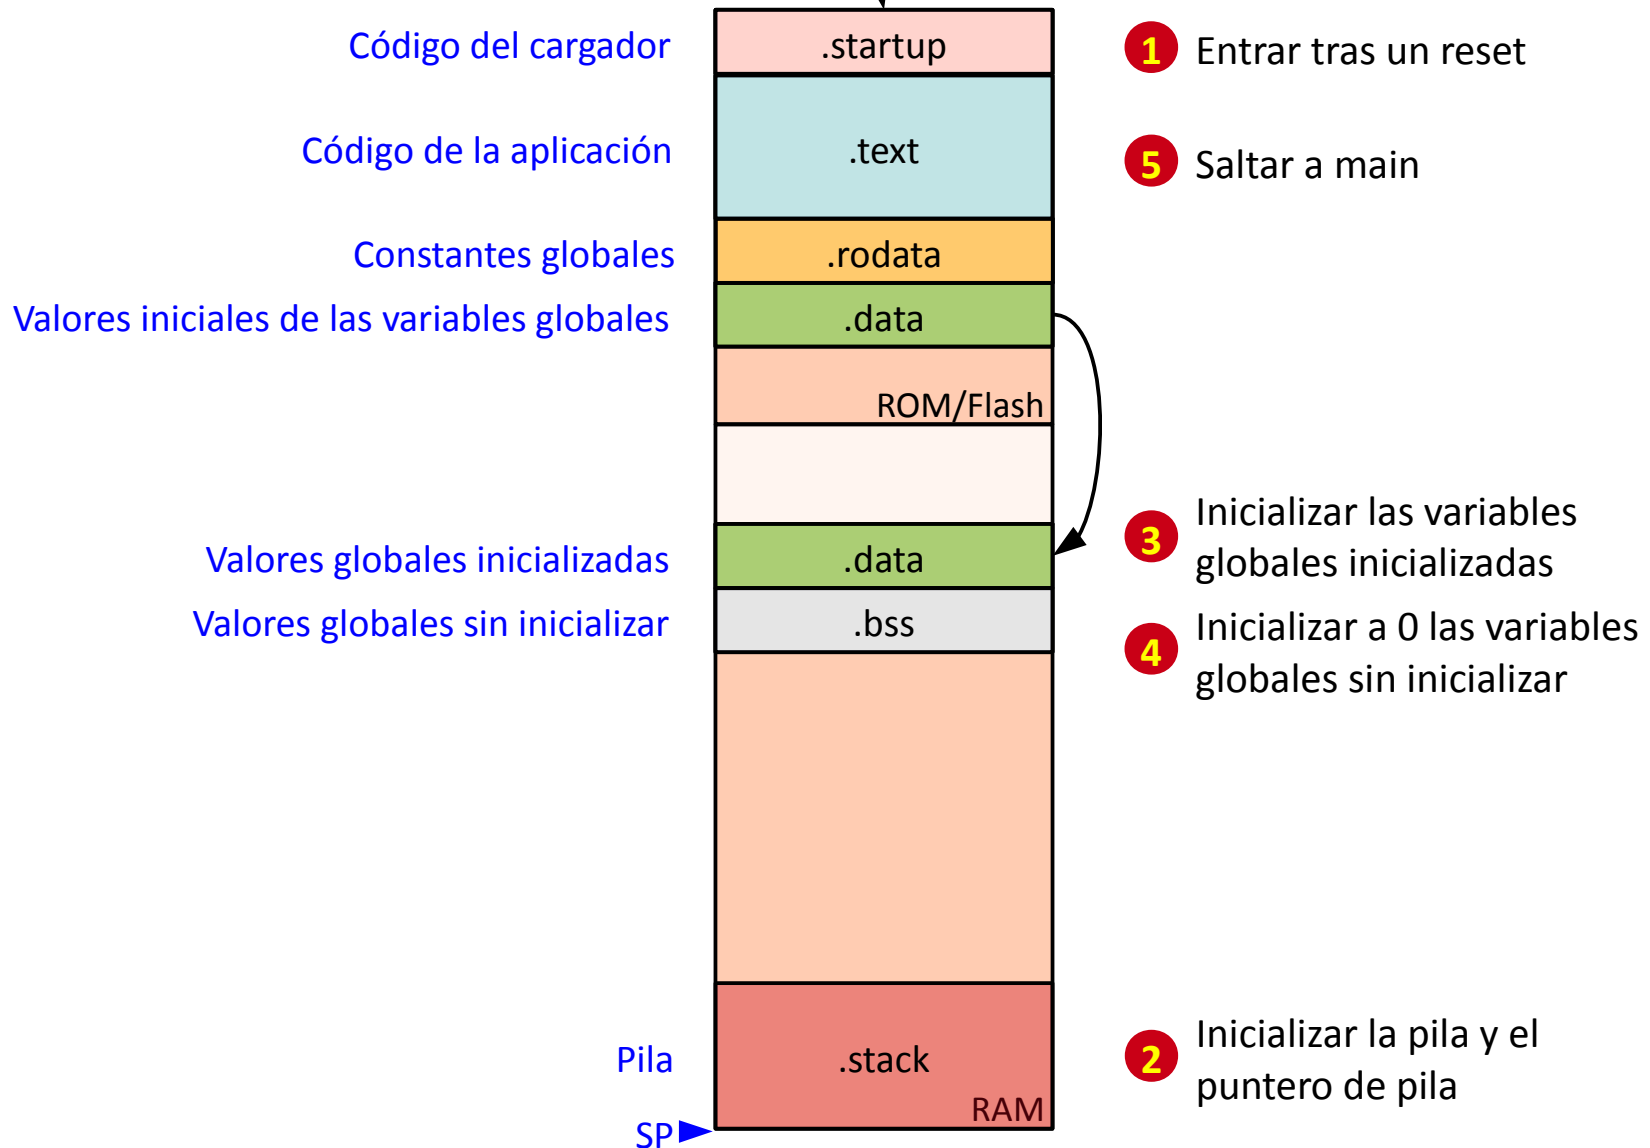 Código del cargador
.startup
1 Entrar tras un reset
Código de la aplicación
.text
5 Saltar a main
Constantes globales
.rodata
Valores iniciales de las variables globales
.data
ROM/Flash
Valores globales inicializadas
.data
3 Inicializar las variables
globales inicializadas
Valores globales sin inicializar
.bss
4 Inicializar a 0 las variables
globales sin inicializar
Pila
.stack
2 Inicializar la pila y el
puntero de pila
RAM
SP